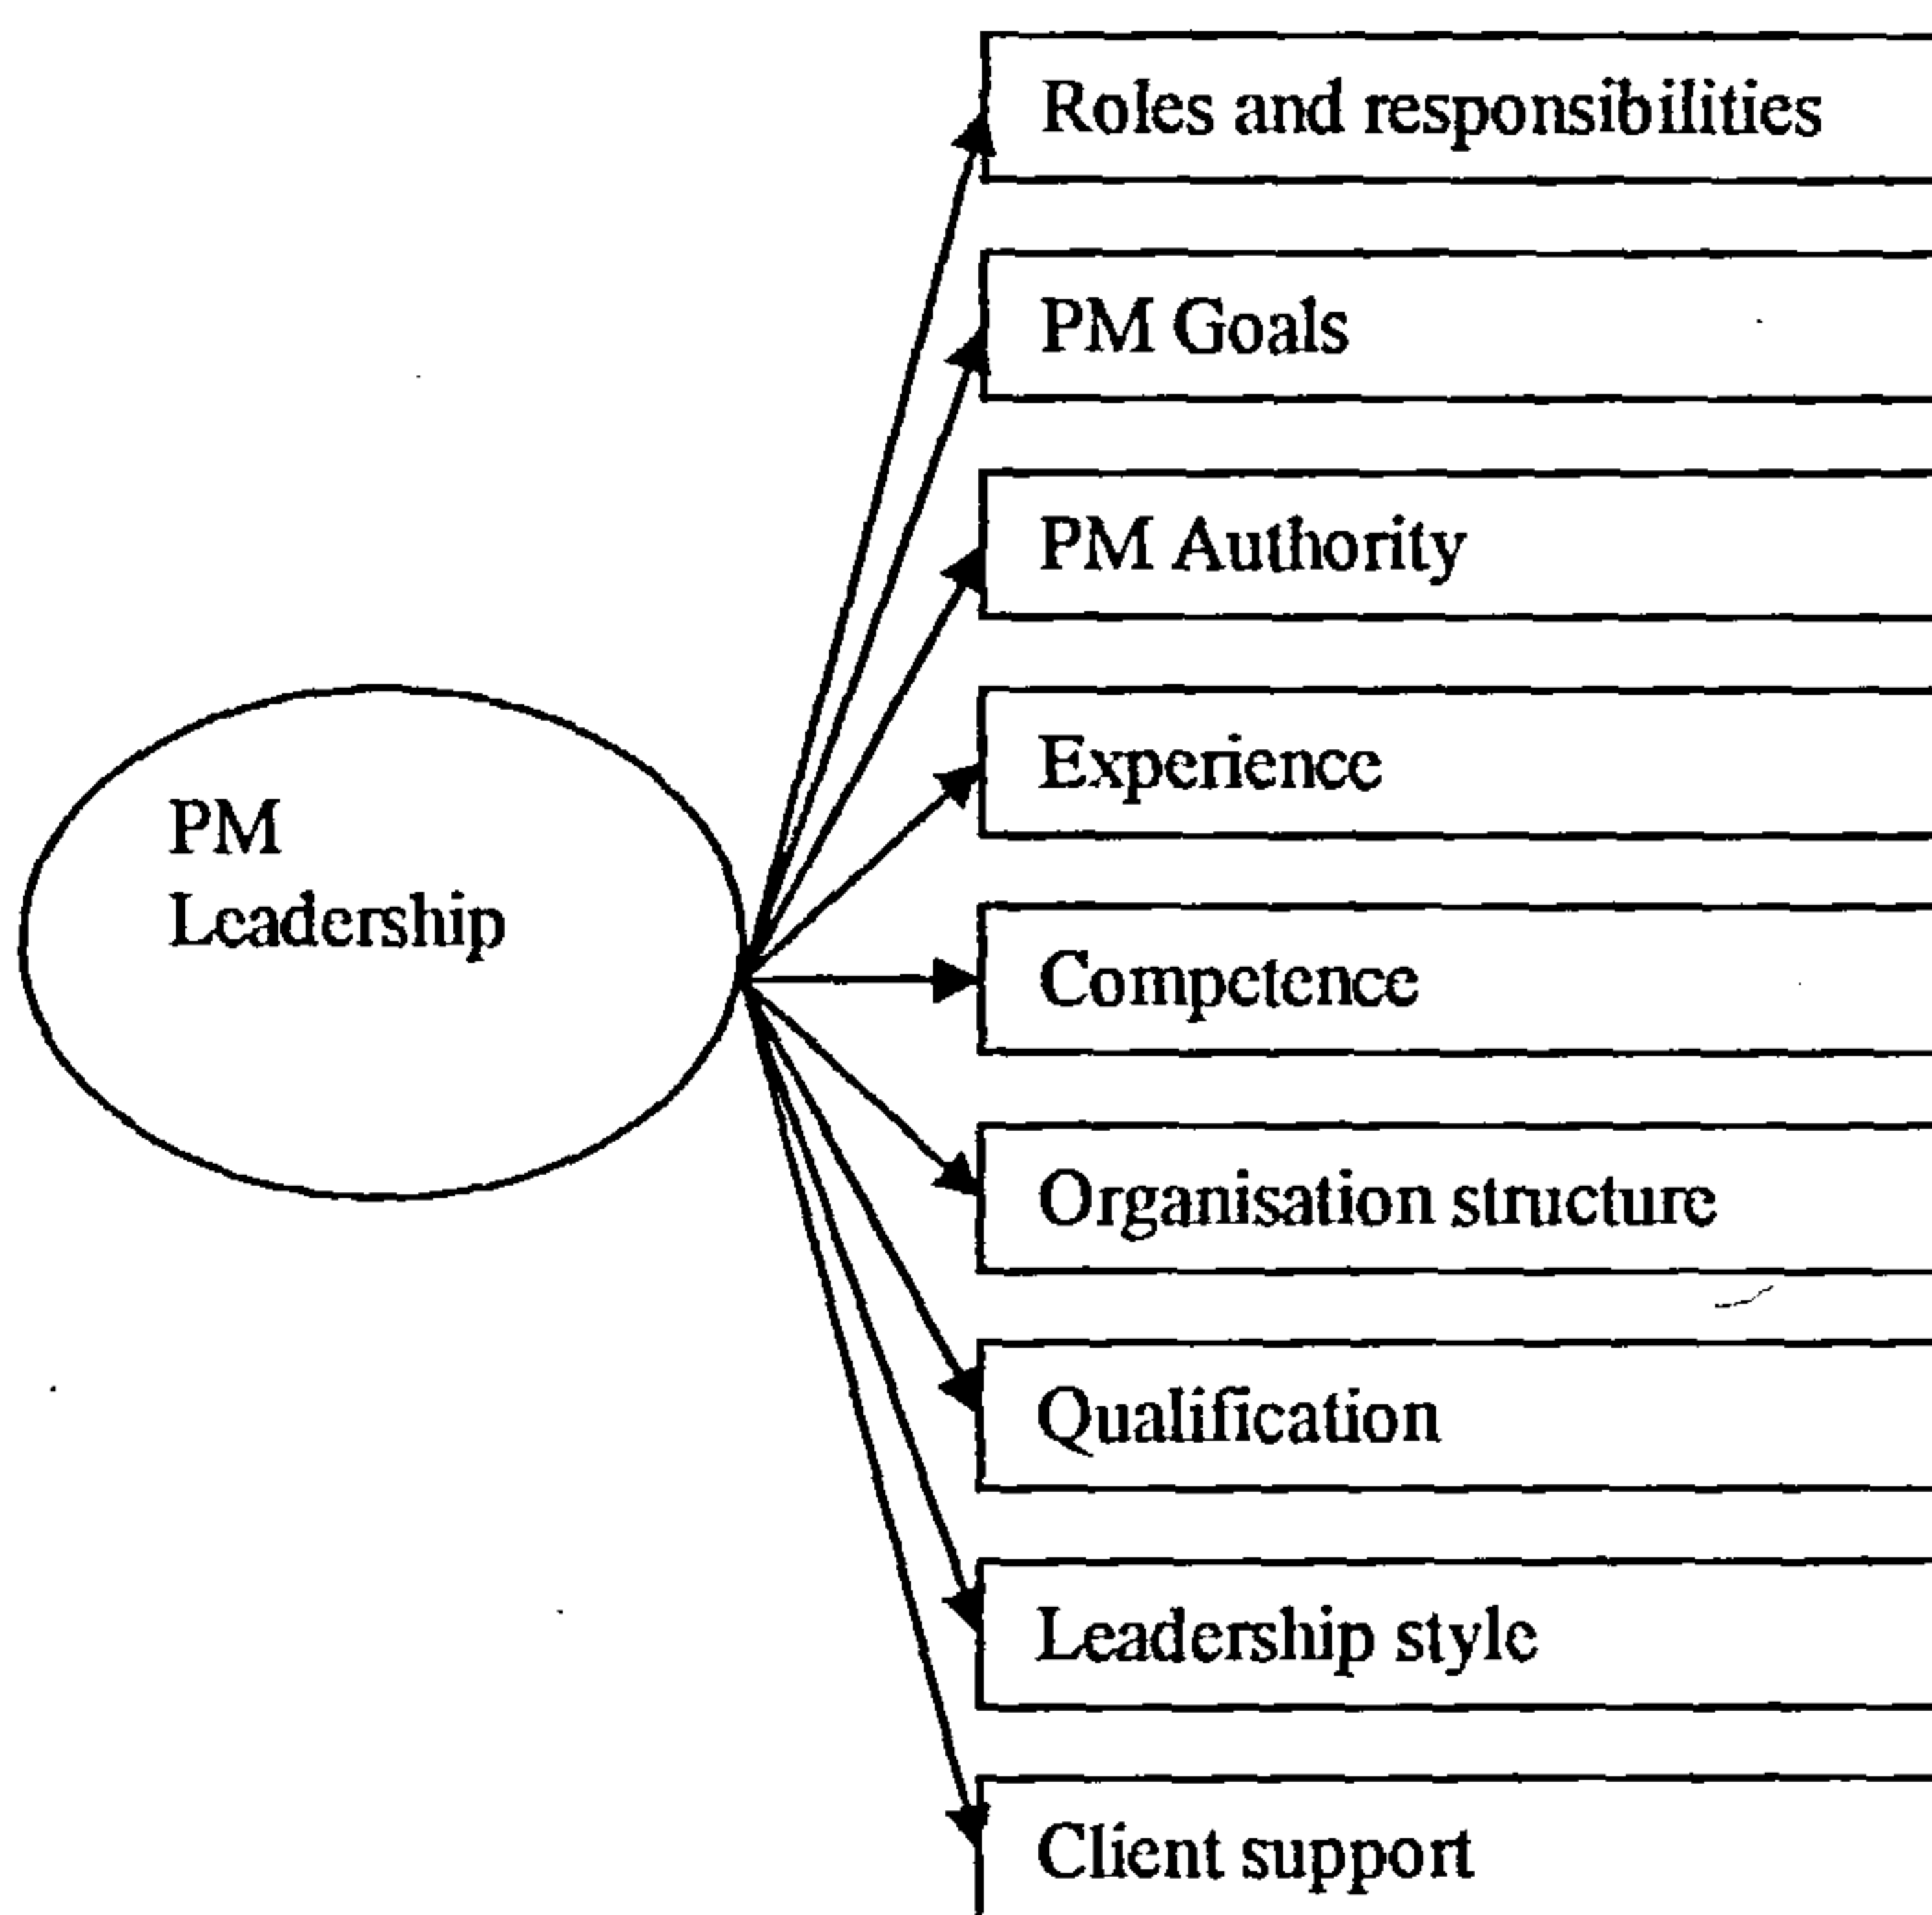 Roles and responsibilities
PM Goals
PM Authority
Experience
PM
Leadership
Competence
Organisation structure
Qualification
Leadership style
Client support